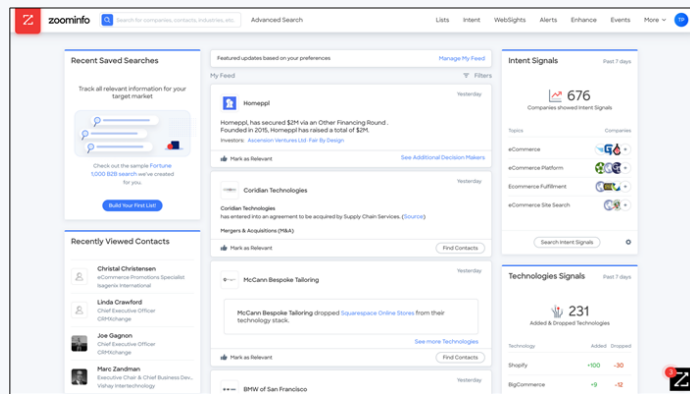 zoominfo
Search for companies, contacts, industries, etc.
Advanced Search
Lists
Intent
WebSights
Alerts
Enhance
Events
More
TP
Recent Saved Searches
Track all relevant information for your
target market
Check out the sample Fortune
1,000 B2B search we've created
for you.
Build Your First List!
Recently Viewed Contacts
Christal Christensen
eCommerce Promotions Specialist
Isagenix International
Linda Crawford
Chief Executive Officer
CRMXchange
Joe Gagnon
Chief Executive Officer
CRMXchange
Marc Zandman
Executive Chair & Chief Business Dev...
Vishay Intertechnology
Featured updates based on your preferences
Manage My Feed
My Feed
Filters
Yesterday
Homeppl
Homeppl, has secured $2M via an Other Financing Round..
Founded in 2015, Homeppl has raised a total of $2M.
Investors: Ascension Ventures Ltd Fair By Design
Mark as Relevant
See Additional Decision Makers
Yesterday
Coridian Technologies
Coridian Technologies
has entered into an agreement to be acquired by Supply Chain Services. (Source)
Mergers & Acquisitions (M&A)
Mark as Relevant
Find Contacts
Yesterday
McCann Bespoke Tailoring
McCann Bespoke Tailoring dropped Squarespace Online Stores from their
technology stack.
See more Technologies
Mark as Relevant
Find Contacts
Yesterday
BMW of San Francisco
Intent Signals
Past 7 days
676
Companies showed Intent Signals
Topics
Companies
eCommerce
eCommerce Platform
Ecommerce Fulfillment
eCommerce Site Search
Search Intent Signals
Technologies Signals
Past 7 days
231
Added & Dropped Technologies
Technology
Added
Dropped
Shopify
+100
-30
BigCommerce
+9
-12
3